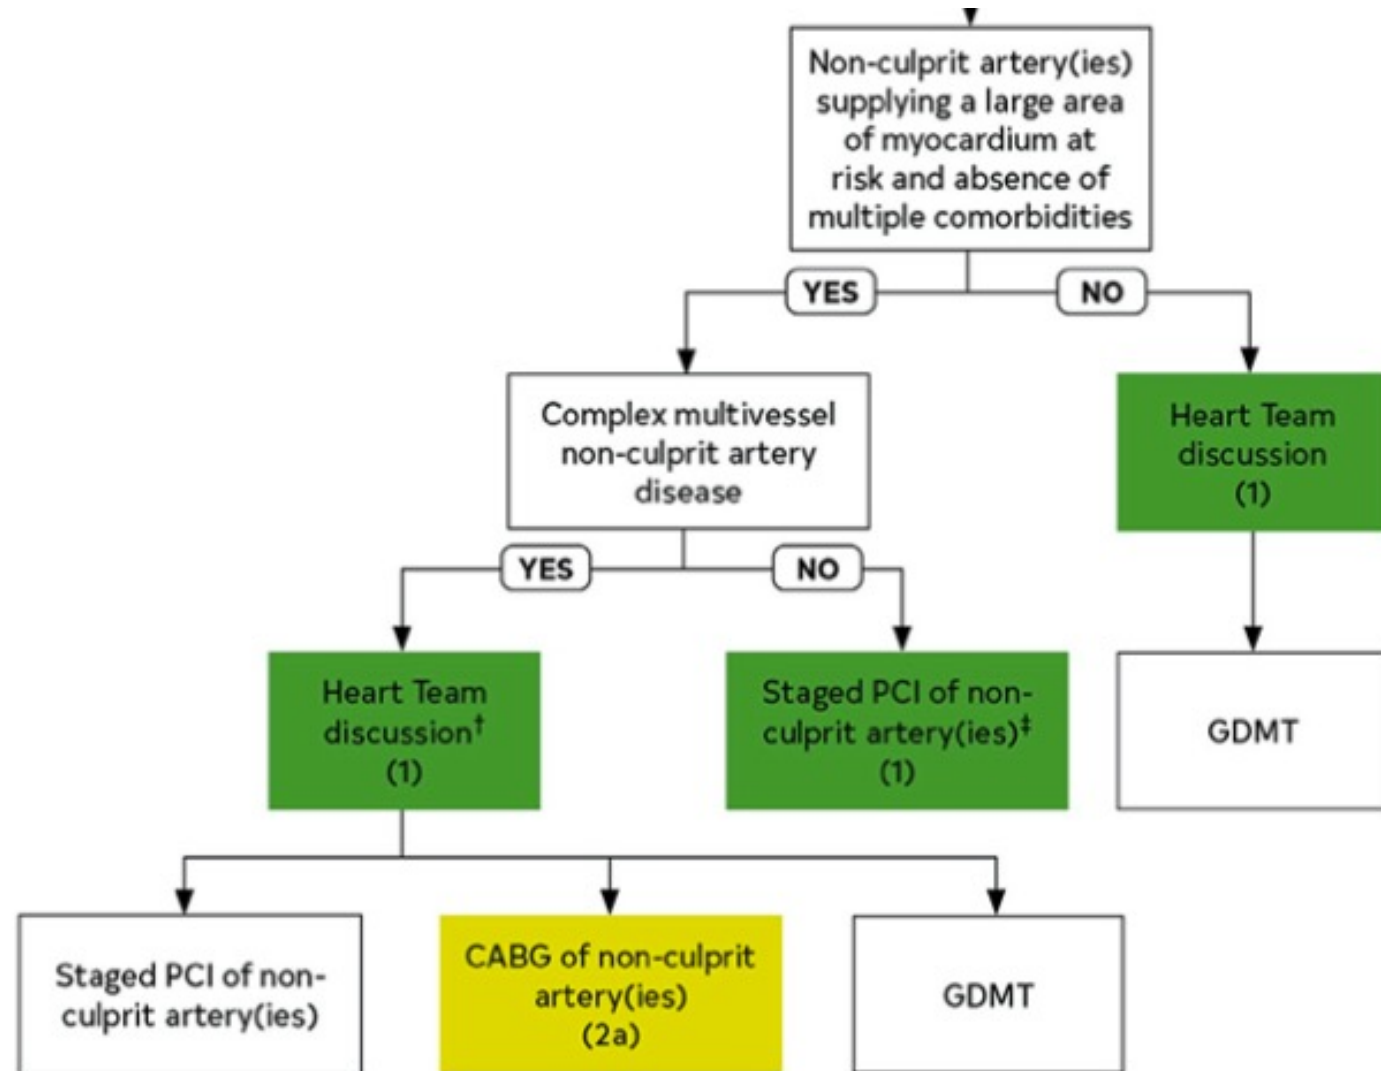 Non-culprit artery(ies)
supplying a large area
of myocardium at
risk and absence of
multiple comorbidities
YES
NO
Complex multivessel
non-culprit artery
disease
Heart Team
discussion
(1)
YES
NO
Heart Team
discussion†
(1)
Staged PCI of non-
culprit artery(ies)‡
(1)
GDMT
Staged PCI of non-
culprit artery(ies)
CABG of non-culprit
artery(ies)
(2a)
GDMT